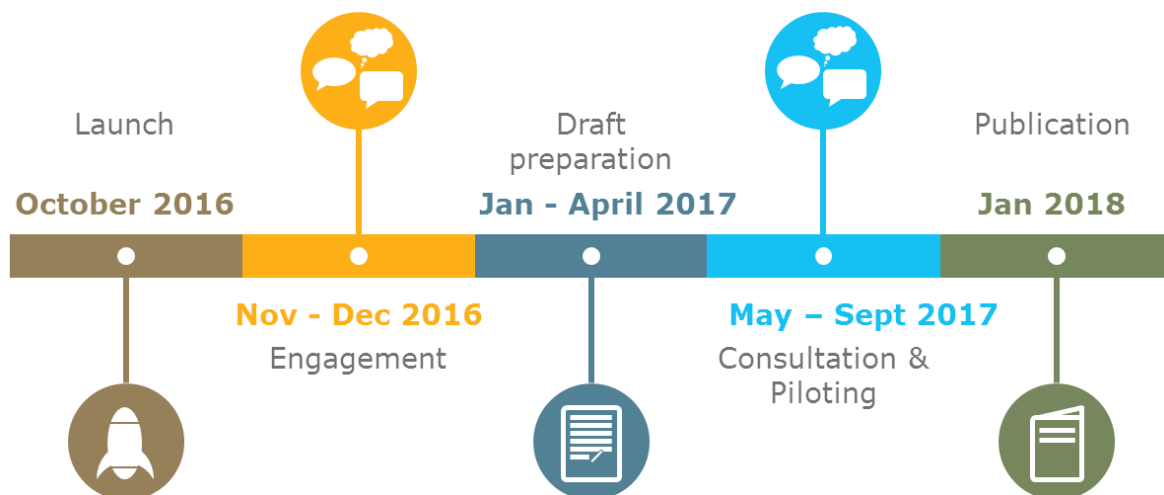 Launch
October 2016
Nov - Dec 2016
Engagement
Draft
preparation
Jan - April 2017
May – Sept 2017
Consultation &
Piloting
Publication
Jan 2018